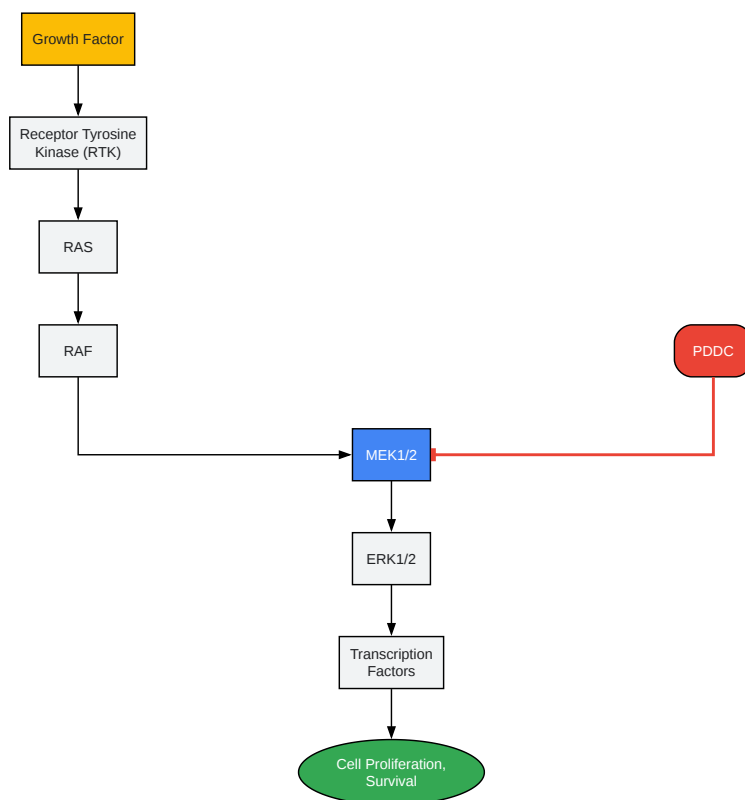 Growth Factor
Receptor Tyrosine
Kinase (RTK)
RAS
RAF
PDDC
MEK1/2
ERK1/2
Transcription
Factors
Cell Proliferation,
Survival